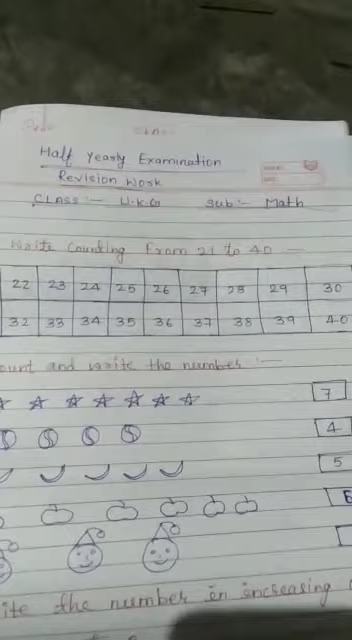 Half Yearly Examination
Revision Work
CLASS :- U.K.G Sub:- Math
Write Counting from 21 to 40 -
22 23 24 25 26 27 28 29 30
32 33 34 35 36 37 38 39 40
ount and write the number :-
7
4
5
ite the number in increasing